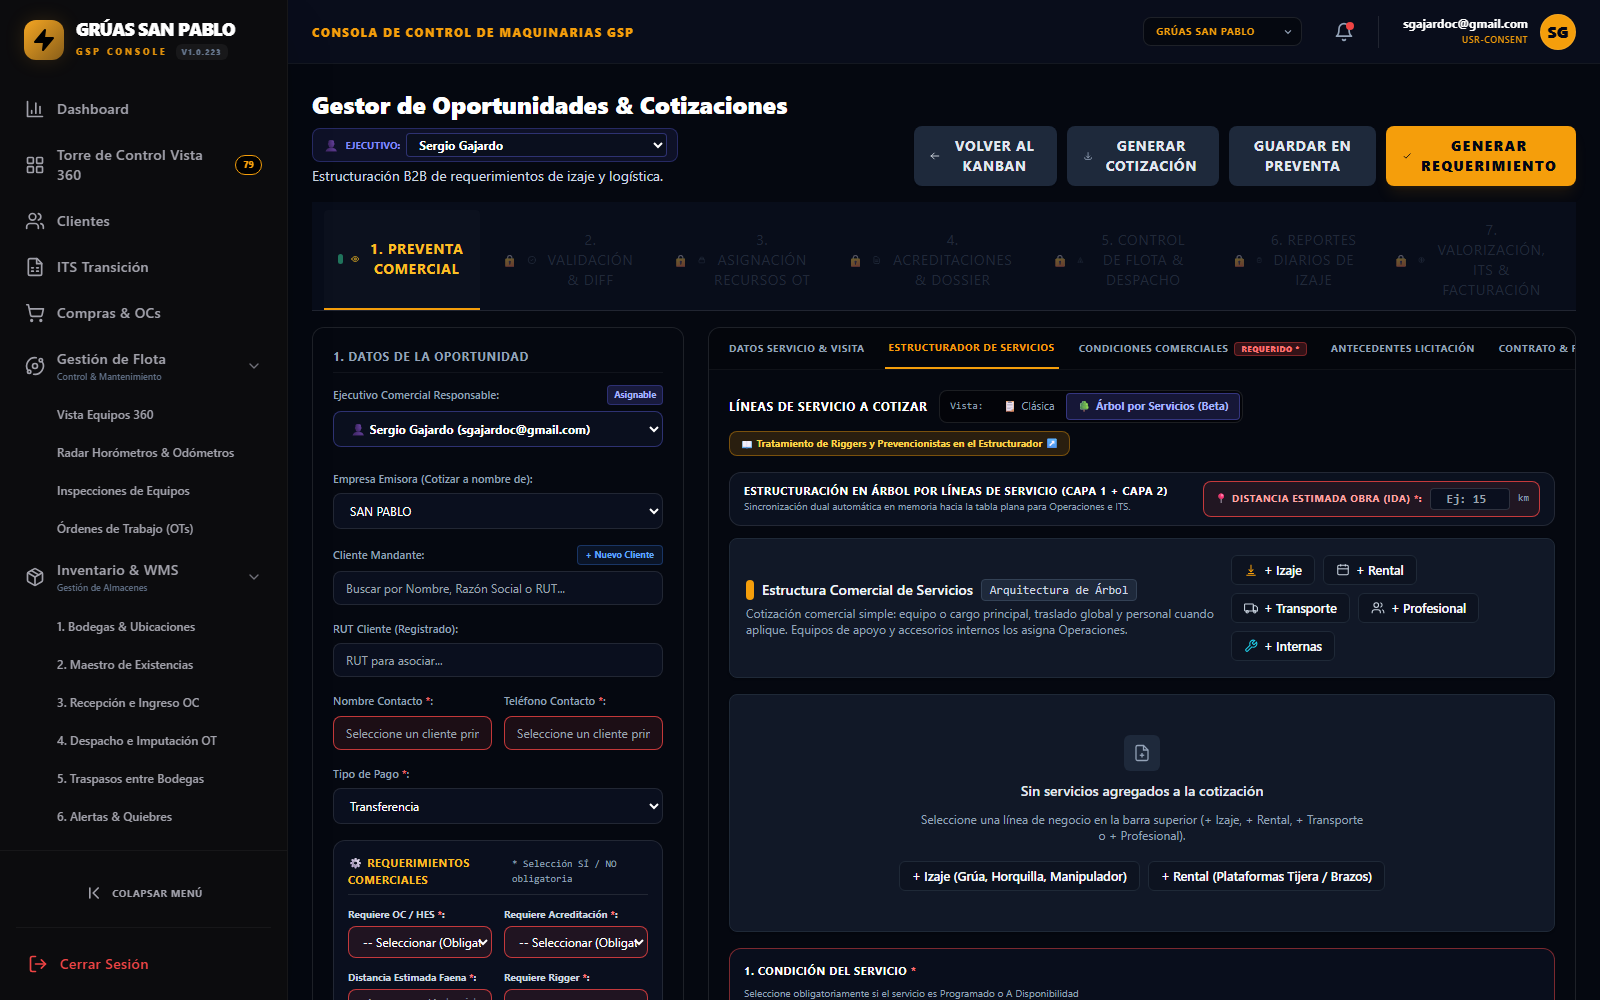 GRÚAS SAN PABLO
GSP CONSOLE V1.0.223
Dashboard
Torre de Control Vista 360
79
Clientes
ITS Transición
Compras & OCs
Gestión de Flota
Control & Mantenimiento
Vista Equipos 360
Radar Horómetros & Odómetros
Inspecciones de Equipos
Órdenes de Trabajo (OTs)
Inventario & WMS
Gestión de Almacenes
1. Bodegas & Ubicaciones
2. Maestro de Existencias
3. Recepción e Ingreso OC
4. Despacho e Imputación OT
5. Traspasos entre Bodegas
6. Alertas & Quiebres
COLAPSAR MENÚ
Cerrar Sesión
CONSOLA DE CONTROL DE MAQUINARIAS GSP
GRÚAS SAN PABLO
sgajardoc@gmail.com
USR-CONSENT
SG
Gestor de Oportunidades & Cotizaciones
EJECUTIVO: Sergio Gajardo
Estructuración B2B de requerimientos de izaje y logística.
VOLVER AL KANBAN
GENERAR COTIZACIÓN
GUARDAR EN PREVENTA
GENERAR REQUERIMIENTO
1. PREVENTA COMERCIAL
2. VALIDACIÓN & DIFF
3. ASIGNACIÓN RECURSOS OT
4. ACREDITACIONES & DOSSIER
5. CONTROL DE FLOTA & DESPACHO
6. REPORTES DIARIOS DE IZAJE
7. VALORIZACIÓN, ITS & FACTURACIÓN
1. DATOS DE LA OPORTUNIDAD
Ejecutivo Comercial Responsable:
Asignable
Sergio Gajardo (sgajardoc@gmail.com)
Empresa Emisora (Cotizar a nombre de):
SAN PABLO
Cliente Mandante:
+ Nuevo Cliente
Buscar por Nombre, Razón Social o RUT...
RUT Cliente (Registrado):
RUT para asociar...
Nombre Contacto *:
Teléfono Contacto *:
Seleccione un cliente prir
Seleccione un cliente prir
Tipo de Pago *:
Transferencia
REQUERIMIENTOS COMERCIALES
* Selección SÍ / NO obligatoria
Requiere OC / HES *:
Requiere Acreditación *:
-- Seleccionar (Obligat
-- Seleccionar (Obligat
Distancia Estimada Faena *:
Requiere Rigger *:
DATOS SERVICIO & VISITA
ESTRUCTURADOR DE SERVICIOS
CONDICIONES COMERCIALES REQUERIDO *
ANTECEDENTES LICITACIÓN
CONTRATO & F
LÍNEAS DE SERVICIO A COTIZAR
Vista:
Clásica
Árbol por Servicios (Beta)
Tratamiento de Riggers y Prevencionistas en el Estructurador
ESTRUCTURACIÓN EN ÁRBOL POR LÍNEAS DE SERVICIO (CAPA 1 + CAPA 2)
Sincronización dual automática en memoria hacia la tabla plana para Operaciones e ITS.
DISTANCIA ESTIMADA OBRA (IDA) *:
Ej: 15
km
Estructura Comercial de Servicios
Arquitectura de Árbol
Cotización comercial simple: equipo o cargo principal, traslado global y personal cuando
aplique. Equipos de apoyo y accesorios internos los asigna Operaciones.
+ Izaje
+ Rental
+ Transporte
+ Profesional
+ Internas
Sin servicios agregados a la cotización
Seleccione una línea de negocio en la barra superior (+ Izaje, + Rental, + Transporte
o + Profesional).
+ Izaje (Grúa, Horquilla, Manipulador)
+ Rental (Plataformas Tijera / Brazos)
1. CONDICIÓN DEL SERVICIO *
Seleccione obligatoriamente si el servicio es Programado o A Disponibilidad